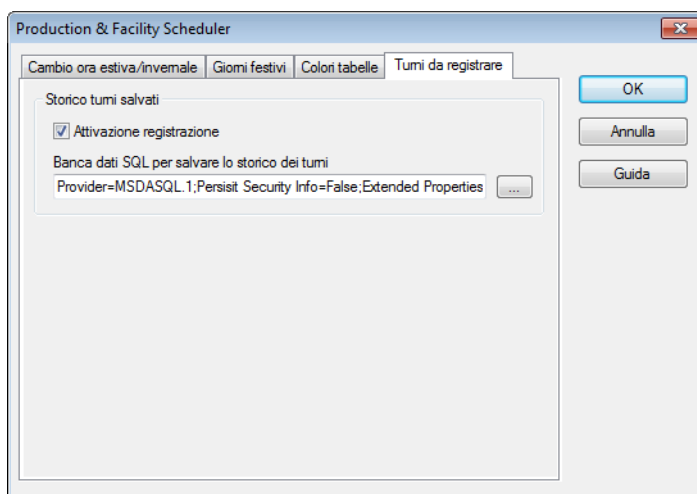 Production & Facility Scheduler
Cambio ora estiva/invernale Giorni festivi Colori tabelle Turni da registrare
Storico turni salvati
Attivazione registrazione
Banca dati SQL per salvare lo storico dei turni
Provider=MSDASQL.1;Persisit Security Info=False;Extended Properties
...
OK
Annulla
Guida